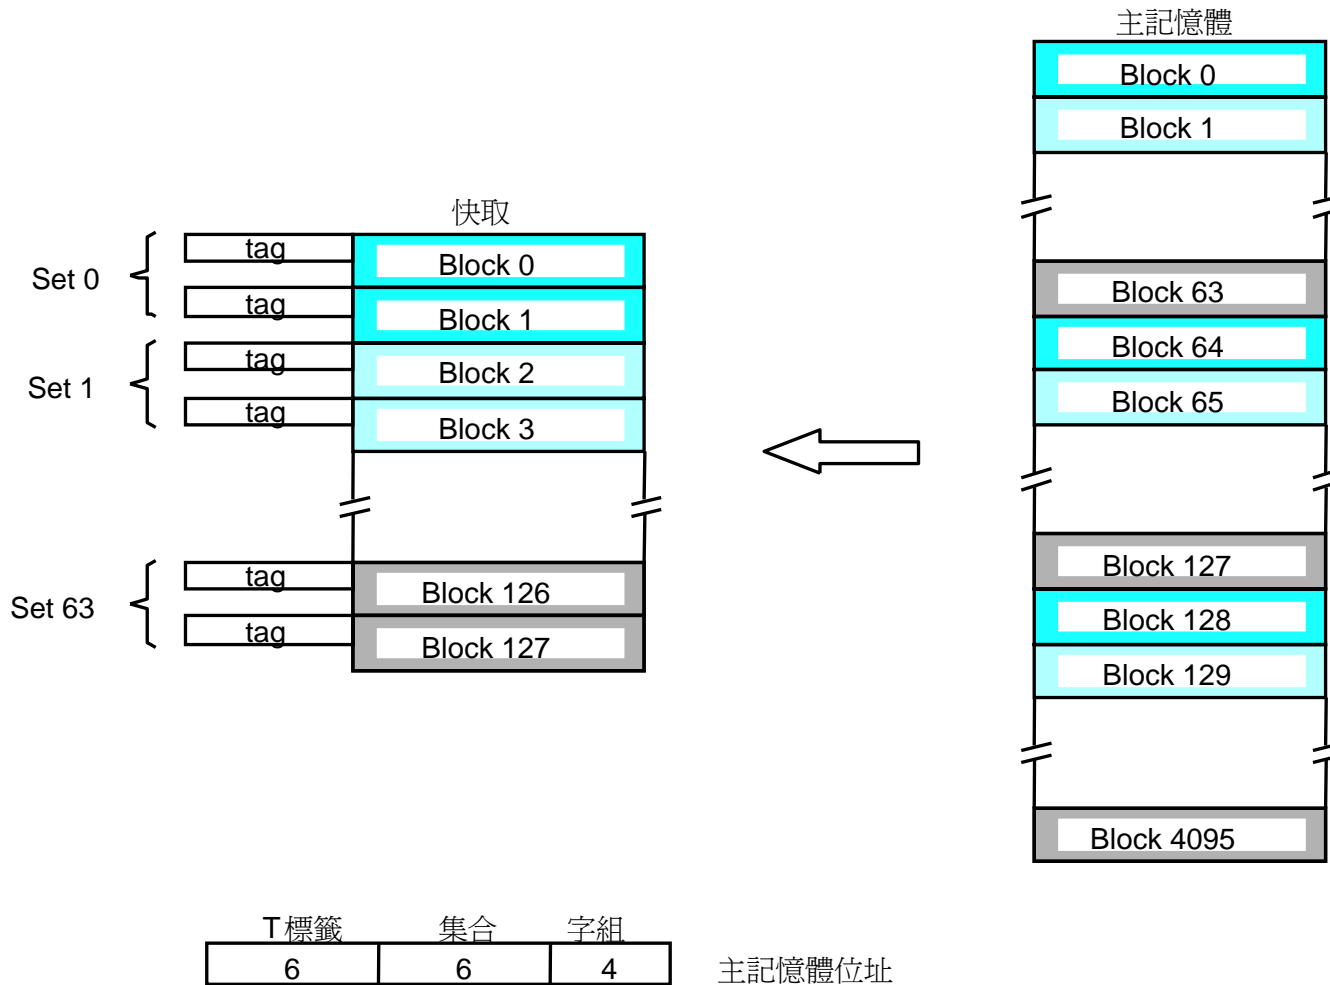 主記憶體
Block 0
Block 1
Block 63
Block 64
Block 65
Block 127
Block 128
Block 129
Block 4095
快取
Set 0
tag
Block 0
tag
Block 1
Set 1
tag
Block 2
tag
Block 3
Set 63
tag
Block 126
tag
Block 127
T標籤 集合 字組
6 6 4 主記憶體位址